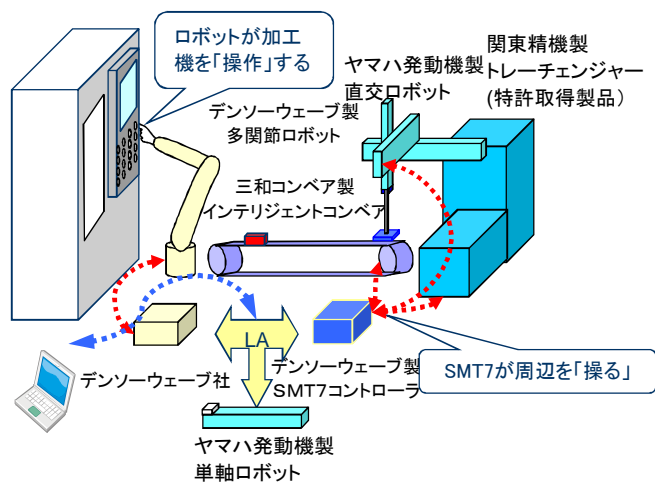 ロボットが加工
機を「操作」する
関東精機製
トレーチェンジャー
(特許取得製品)
ヤマハ発動機製
直交ロボット
デンソーウェーブ製
多関節ロボット
三和コンベア製
インテリジェントコンベア
LA
デンソーウェーブ社
デンソーウェーブ製
SMT7コントローラ
SMT7が周辺を「操る」
ヤマハ発動機製
単軸ロボット